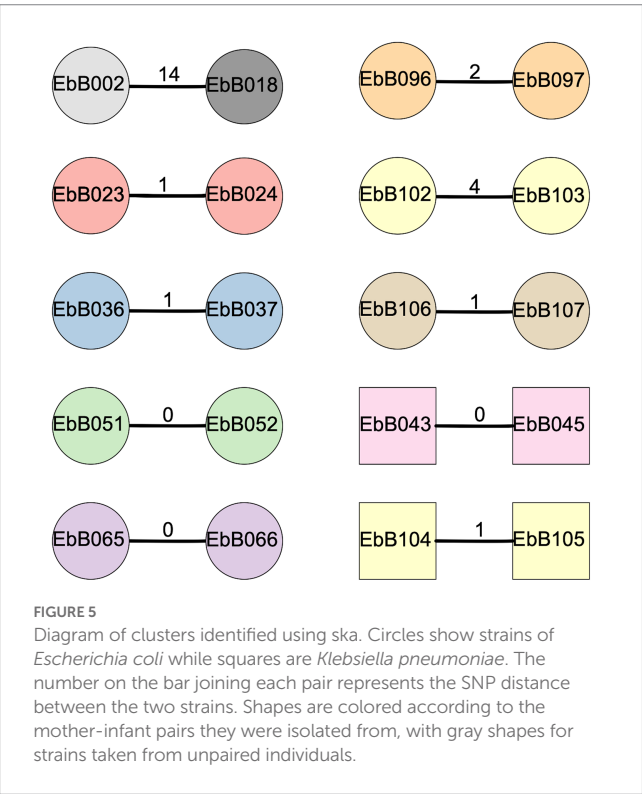 EbB002 14 EbB018
EbB096 2 EbB097
EbB023 1 EbB024
EbB102 4 EbB103
EbB036 1 EbB037
EbB106 1 EbB107
EbB051 0 EbB052
EbB043 0 EbB045
EbB065 0 EbB066
EbB104 1 EbB105
FIGURE 5
Diagram of clusters identified using ska. Circles show strains of
Escherichia coli while squares are Klebsiella pneumoniae. The
number on the bar joining each pair represents the SNP distance
between the two strains. Shapes are colored according to the
mother-infant pairs they were isolated from, with gray shapes for
strains taken from unpaired individuals.